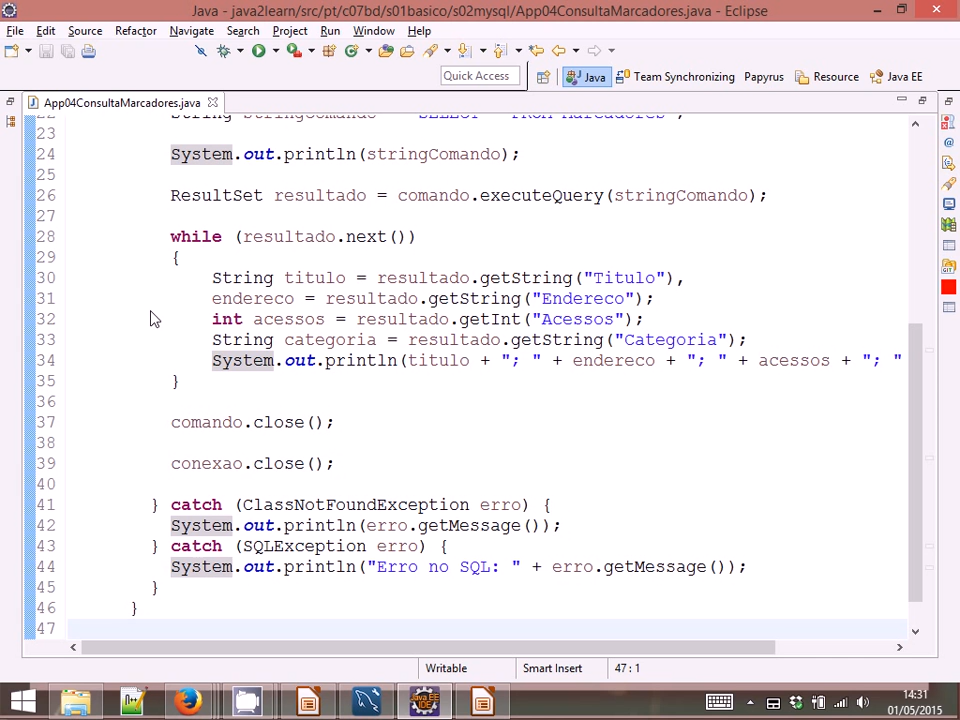 Java - java2learn/src/pt/c07bd/s01basico/s02mysql/App04ConsultaMarcadores.java - Eclipse
File Edit Source Refactor Navigate Search Project Run Window Help
Quick Access Java Team Synchronizing Papyrus Resource Java EE
App04ConsultaMarcadores.java
23
24 System.out.println(stringComando);
25
26 ResultSet resultado = comando.executeQuery(stringComando);
27
28 while (resultado.next())
29 {
30 String titulo = resultado.getString("Titulo"),
31 endereco = resultado.getString("Endereco");
32 int acessos = resultado.getInt("Acessos");
33 String categoria = resultado.getString("Categoria");
34 System.out.println(titulo + "; " + endereco + "; " + acessos + "; "
35 }
36
37 comando.close();
38
39 conexao.close();
40
41 } catch (ClassNotFoundException erro) {
42 System.out.println(erro.getMessage());
43 } catch (SQLException erro) {
44 System.out.println("Erro no SQL: " + erro.getMessage());
45 }
46 }
47
Writable Smart Insert 47 : 1
14:31
01/05/2015